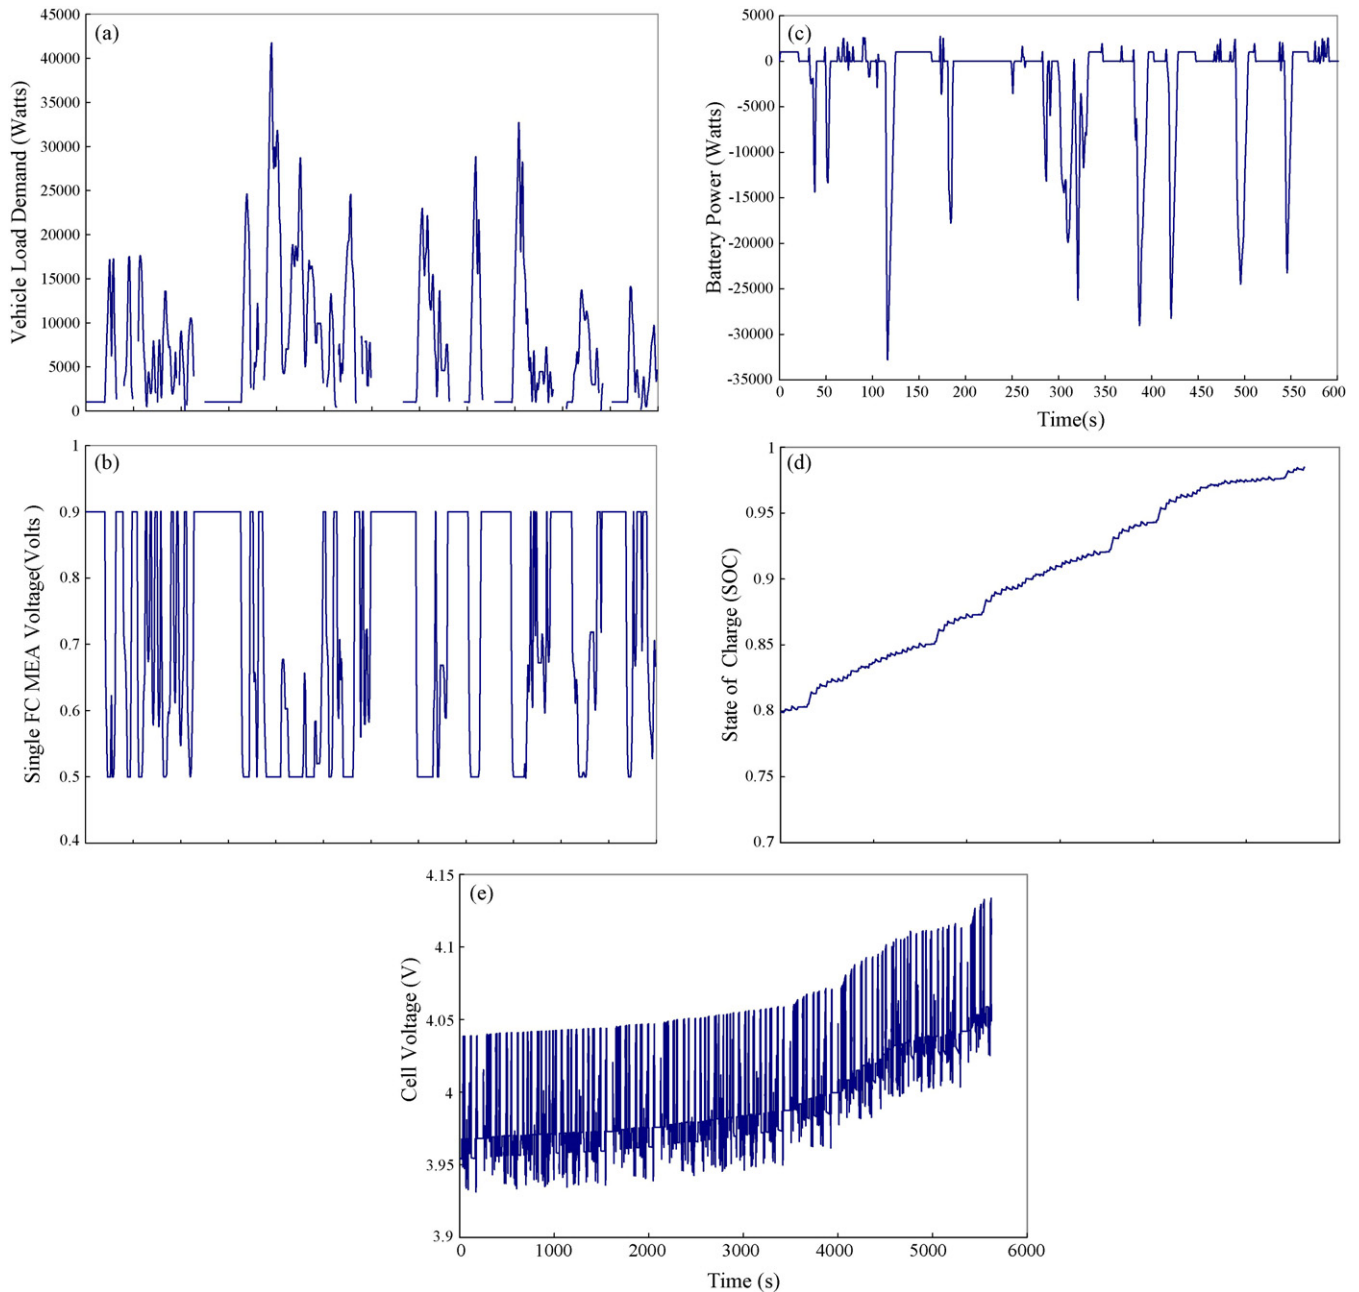 (a)
Vehicle Load Demand (Watts)
45000
40000
35000
30000
25000
20000
15000
10000
5000
0
(c)
Battery Power (Watts)
5000
0
-5000
-10000
-15000
-20000
-25000
-30000
-35000
0 50 100 150 200 250 300 350 400 450 500 550 600
Time(s)
(b)
Single FC MEA Voltage(Volts )
1
0.9
0.8
0.7
0.6
0.5
0.4
(d)
State of Charge (SOC)
1
0.95
0.9
0.85
0.8
0.75
0.7
(e)
Cell Voltage (V)
4.15
4.1
4.05
4
3.95
3.9
0 1000 2000 3000 4000 5000 6000
Time (s)